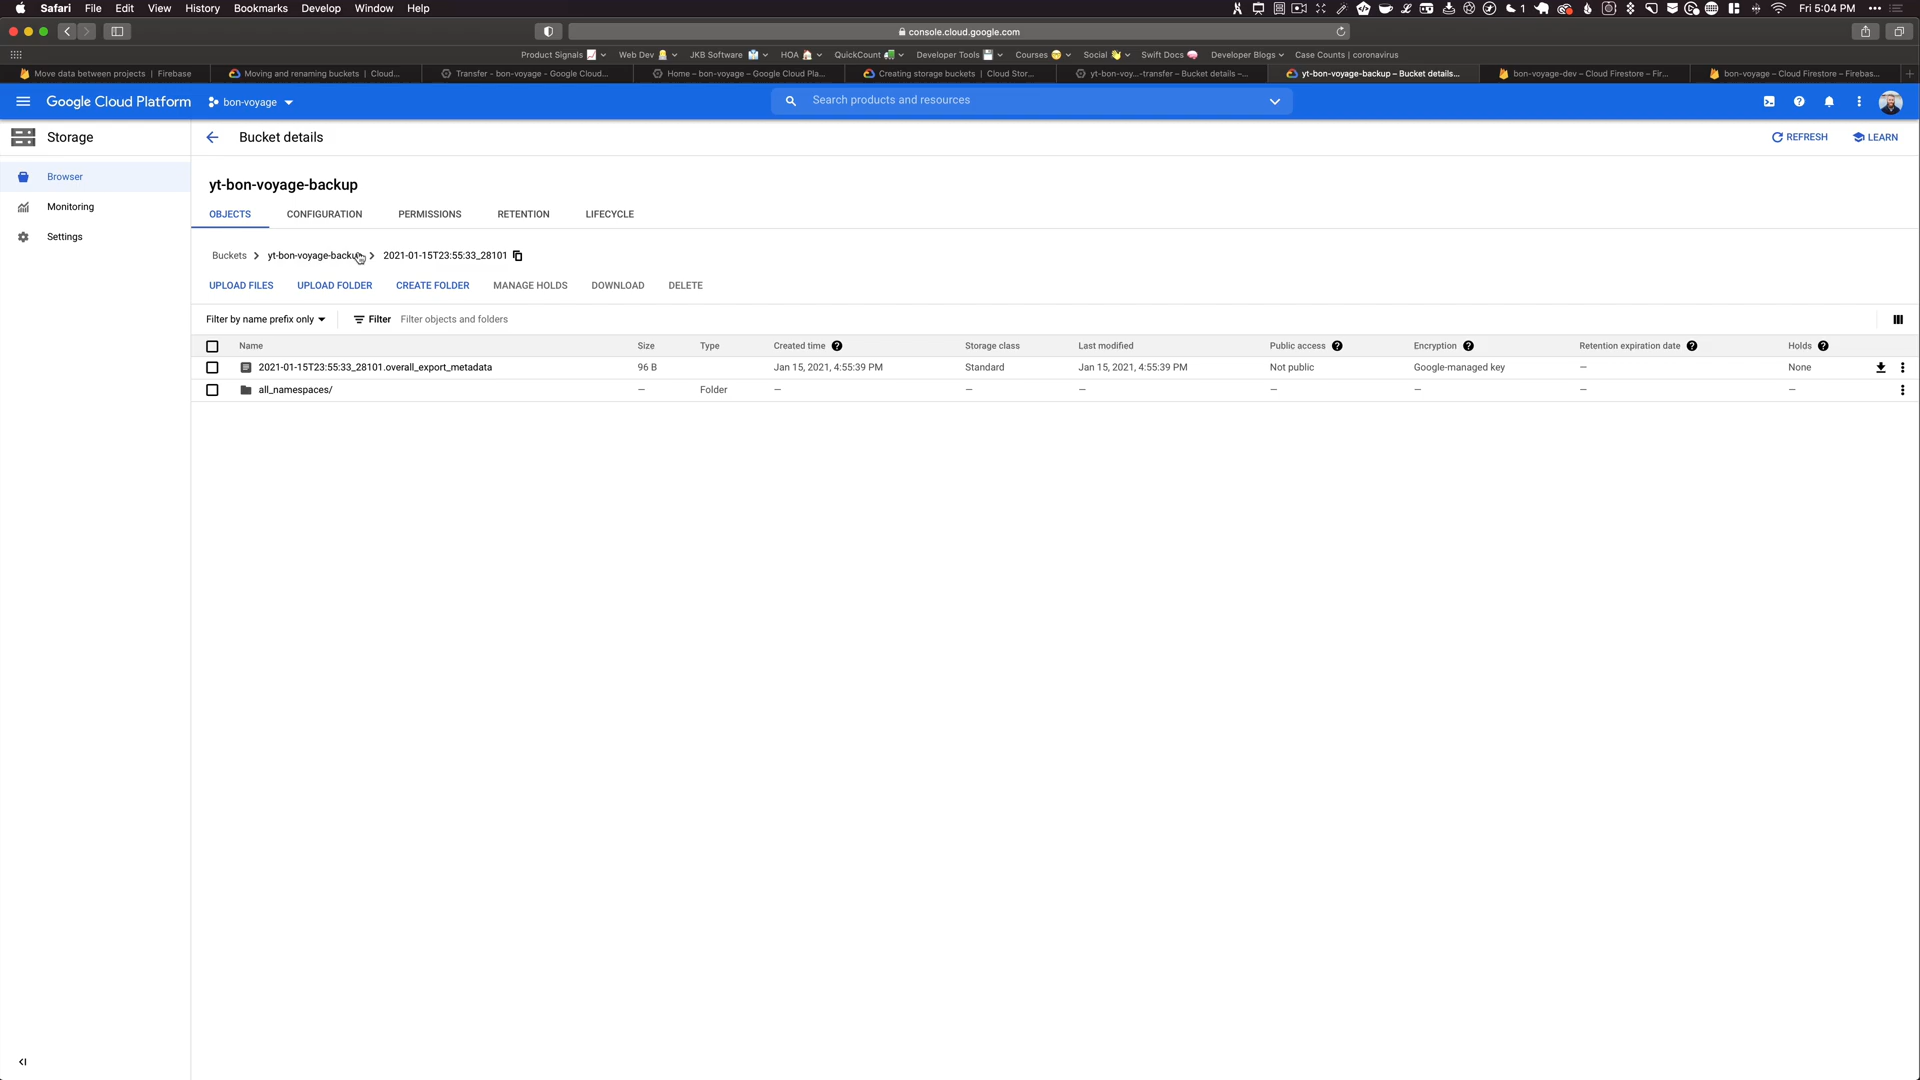 Safari File Edit View History Bookmarks Develop Window Help 1 Fri 5:04 PM
console.cloud.google.com
Product Signals Web Dev JKB Software HOA QuickCount Developer Tools Courses Social Swift Docs Developer Blogs Case Counts | coronavirus
Move data between projects | Firebase Moving and renaming buckets | Cloud... Transfer - bon-voyage - Google Cloud... Home – bon-voyage – Google Cloud Pla... Creating storage buckets | Cloud Stor... yt-bon-voy...-transfer – Bucket details –... yt-bon-voyage-backup – Bucket details... bon-voyage-dev – Cloud Firestore – Fir... bon-voyage – Cloud Firestore – Firebas...
Google Cloud Platform bon-voyage Search products and resources
Storage Bucket details REFRESH LEARN
Browser
Monitoring
Settings
yt-bon-voyage-backup
OBJECTS CONFIGURATION PERMISSIONS RETENTION LIFECYCLE
Buckets > yt-bon-voyage-backup > 2021-01-15T23:55:33_28101
UPLOAD FILES UPLOAD FOLDER CREATE FOLDER MANAGE HOLDS DOWNLOAD DELETE
Filter by name prefix only Filter Filter objects and folders
Name Size Type Created time Storage class Last modified Public access Encryption Retention expiration date Holds
2021-01-15T23:55:33_28101.overall_export_metadata 96 B Jan 15, 2021, 4:55:39 PM Standard Jan 15, 2021, 4:55:39 PM Not public Google-managed key — None
all_namespaces/ — Folder — — — — — — —